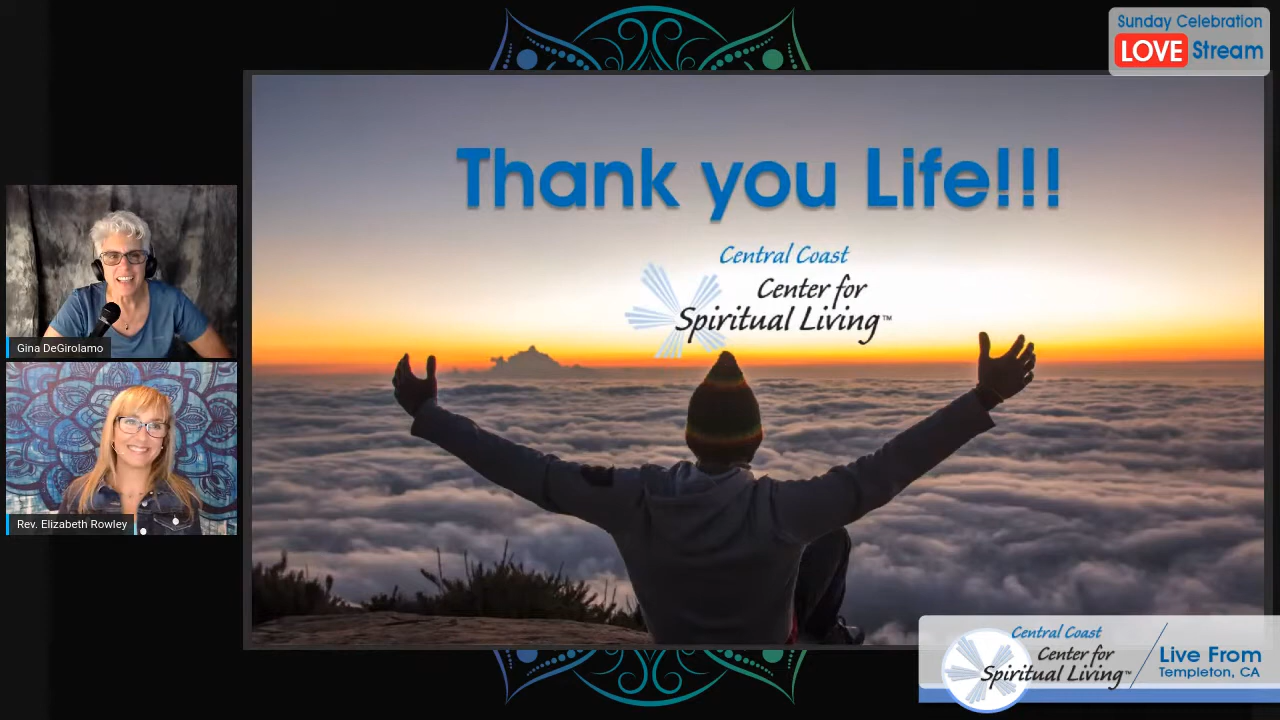 Sunday Celebration
LOVE Stream
Thank you Life!!!
Central Coast
Center for
Spiritual Living™
Gina DeGirolamo
Rev. Elizabeth Rowley
Central Coast
Center for
Spiritual Living™
Live From
Templeton, CA